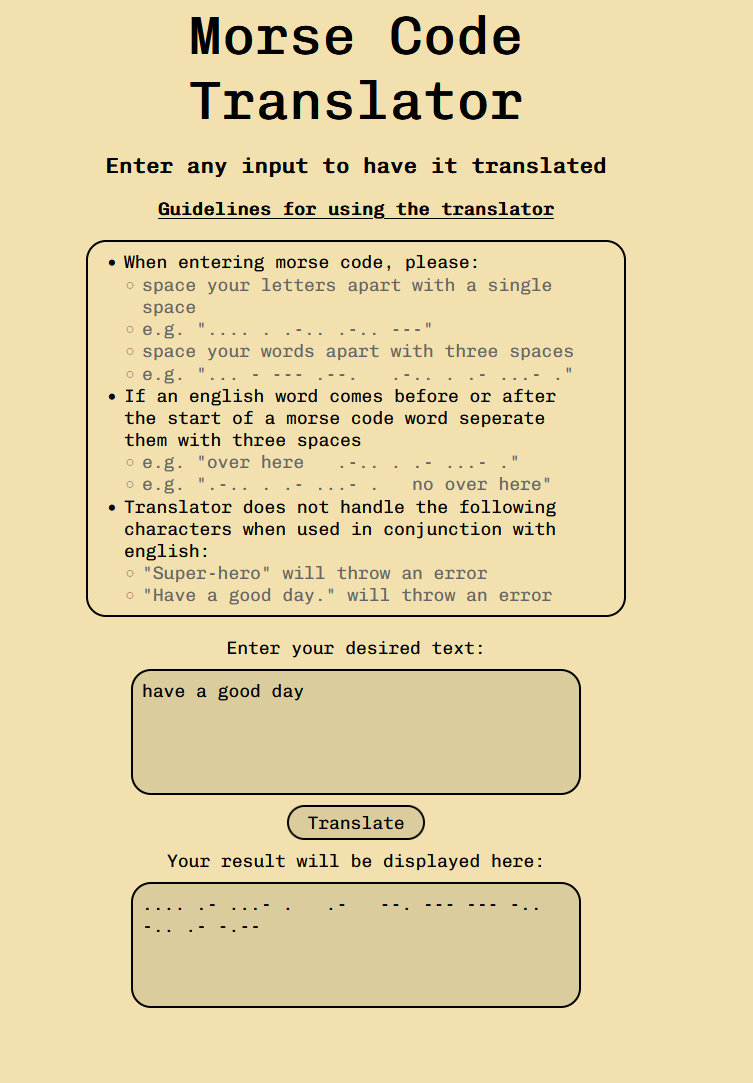 Morse Code
Translator
Enter any input to have it translated
Guidelines for using the translator
• When entering morse code, please:
○ space your letters apart with a single
space
○ e.g. ".... . .-.. .-.. ---"
○ space your words apart with three spaces
○ e.g. "... - --- .--.   .-.. . .- ...- ."
• If an english word comes before or after
the start of a morse code word seperate
them with three spaces
○ e.g. "over here   .-.. . .- ...- ."
○ e.g. ".-.. . .- ...- .   no over here"
• Translator does not handle the following
characters when used in conjunction with
english:
○ "Super-hero" will throw an error
○ "Have a good day." will throw an error
Enter your desired text:
have a good day
Translate
Your result will be displayed here:
.... .- ...- .   .-   --. --- --- -..
-.. .- -.--